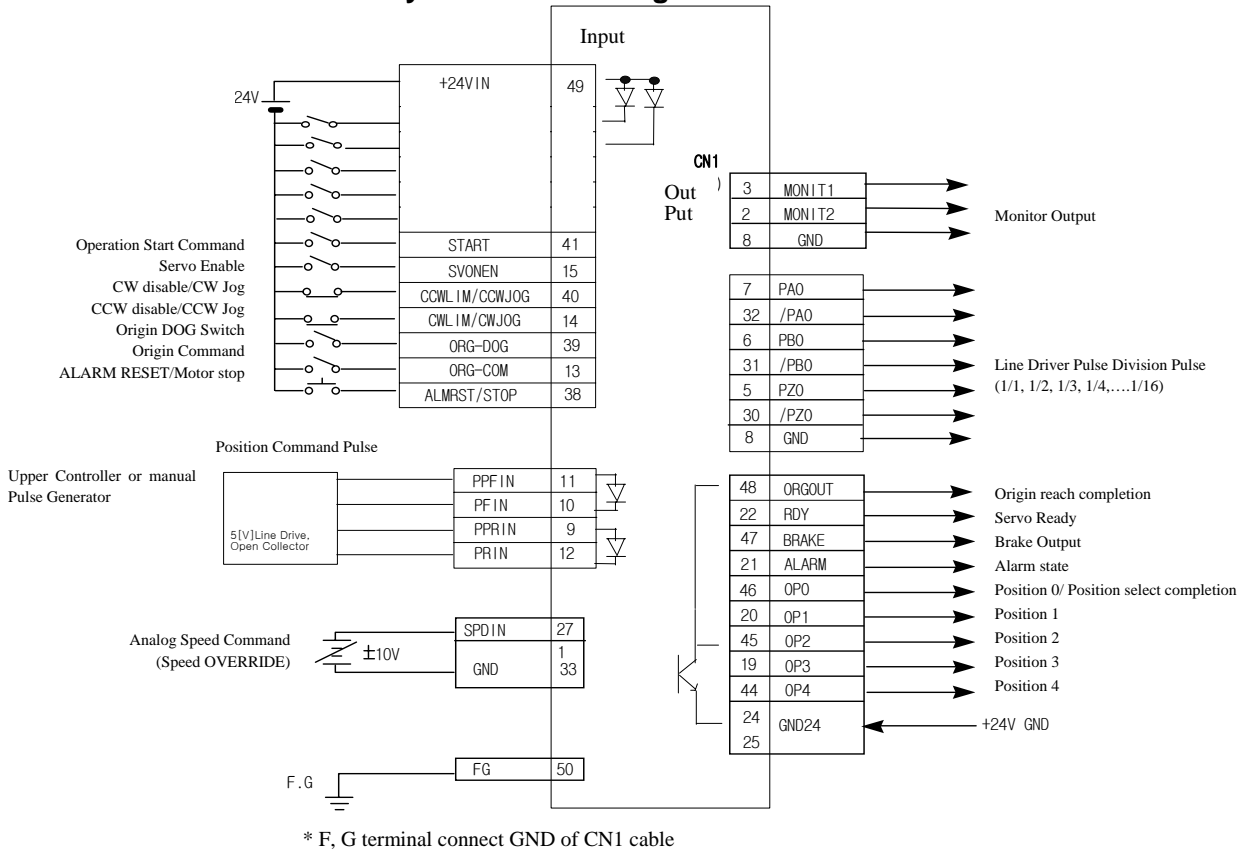 Input
24V
+24VIN 49
Operation Start Command START 41
Servo Enable SVONEN 15
CW disable/CW Jog CCWLIM/CCWJOG 40
CCW disable/CCW Jog CWLIM/CWJOG 14
Origin DOG Switch ORG-DOG 39
Origin Command ORG-COM 13
ALARM RESET/Motor stop ALMRST/STOP 38
Position Command Pulse
Upper Controller or manual
Pulse Generator
5[V]Line Drive,
Open Collector
PPFIN 11
PFIN 10
PPRIN 9
PRIN 12
Analog Speed Command
(Speed OVERRIDE)
±10V
SPDIN 27
GND 1
33
F.G
FG 50
CN1
Out
Put
)
3 MONIT1
2 MONIT2
8 GND
Monitor Output
7 PAO
32 /PAO
6 PBO
31 /PBO
5 PZO
30 /PZO
8 GND
Line Driver Pulse Division Pulse
(1/1, 1/2, 1/3, 1/4,….1/16)
48 ORGOUT Origin reach completion
22 RDY Servo Ready
47 BRAKE Brake Output
21 ALARM Alarm state
46 OP0 Position 0/ Position select completion
20 OP1 Position 1
45 OP2 Position 2
19 OP3 Position 3
44 OP4 Position 4
24 GND24 +24V GND
25
* F, G terminal connect GND of CN1 cable